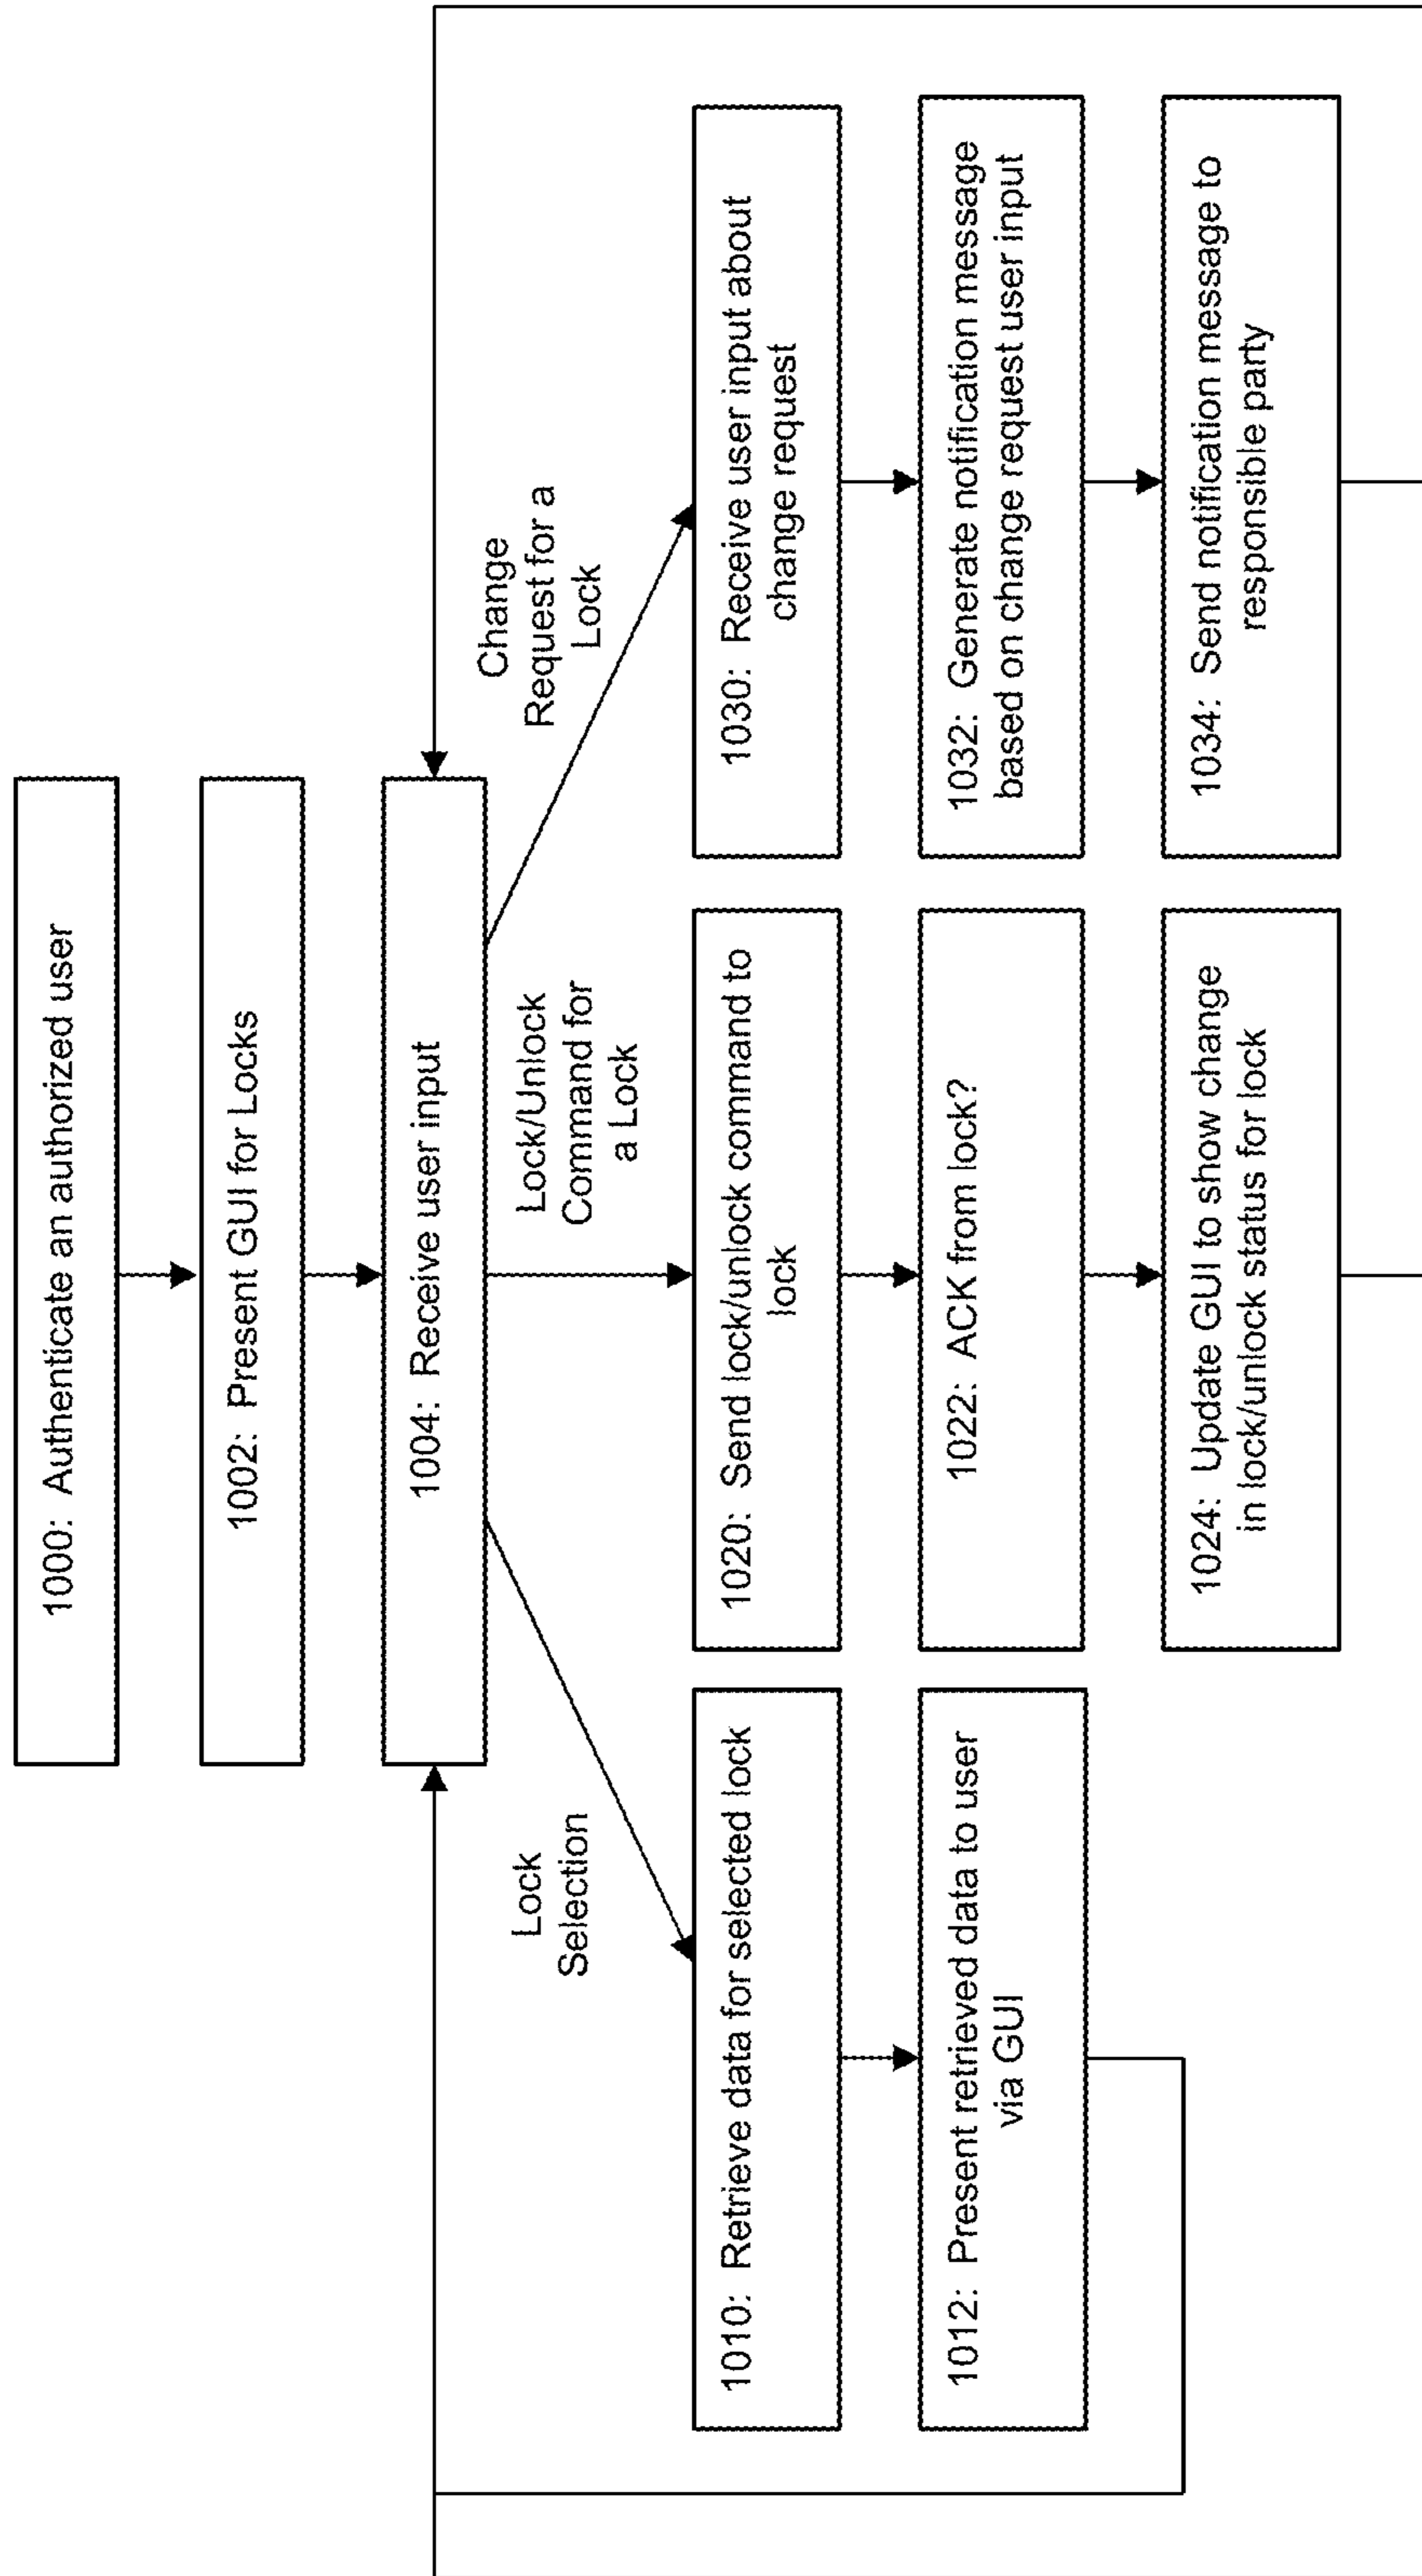 1000: Authenticate an authorized user
1002: Present GUI for Locks
1004: Receive user input
Lock
Selection
Lock/Unlock
Command for
a Lock
Change
Request for a
Lock
1010: Retrieve data for selected lock
1012: Present retrieved data to user
via GUI
1020: Send lock/unlock command to
lock
1022: ACK from lock?
1024: Update GUI to show change
in lock/unlock status for lock
1030: Receive user input about
change request
1032: Generate notification message
based on change request user input
1034: Send notification message to
responsible party